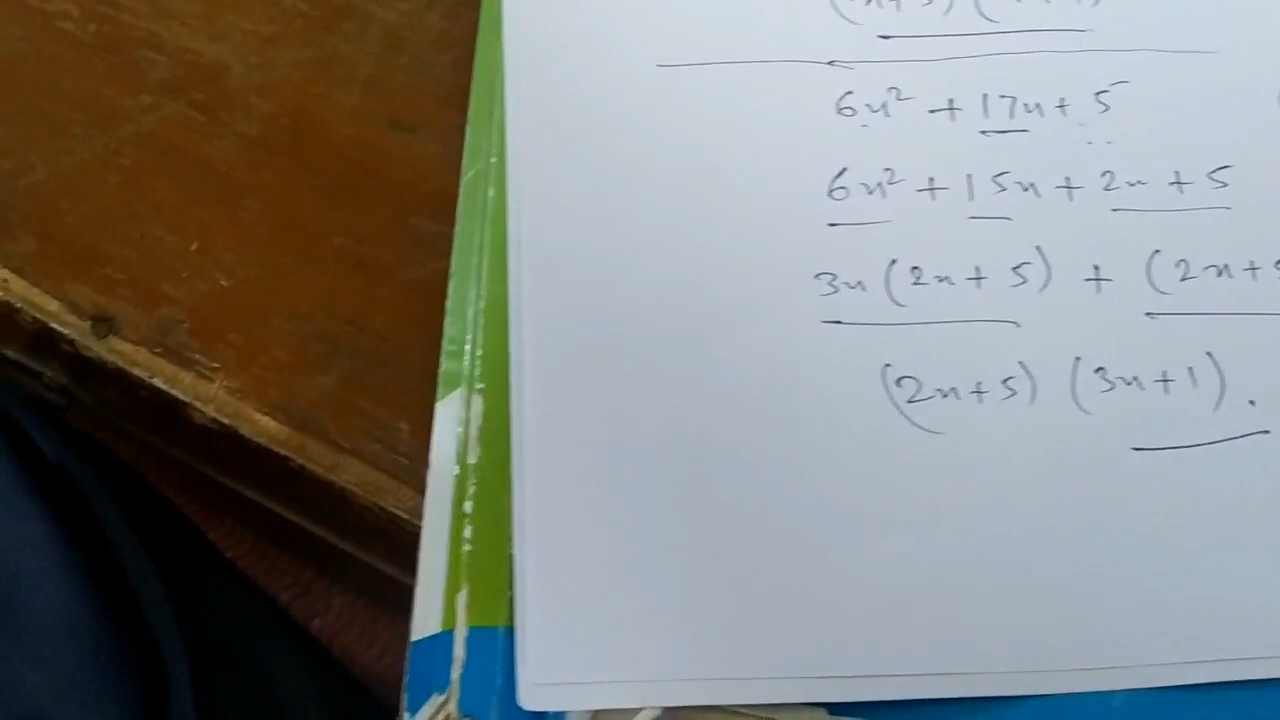 6x² + 17x + 5
6x² + 15x + 2x + 5
3x (2x + 5) + (2x +
(2x+5) (3x+1).